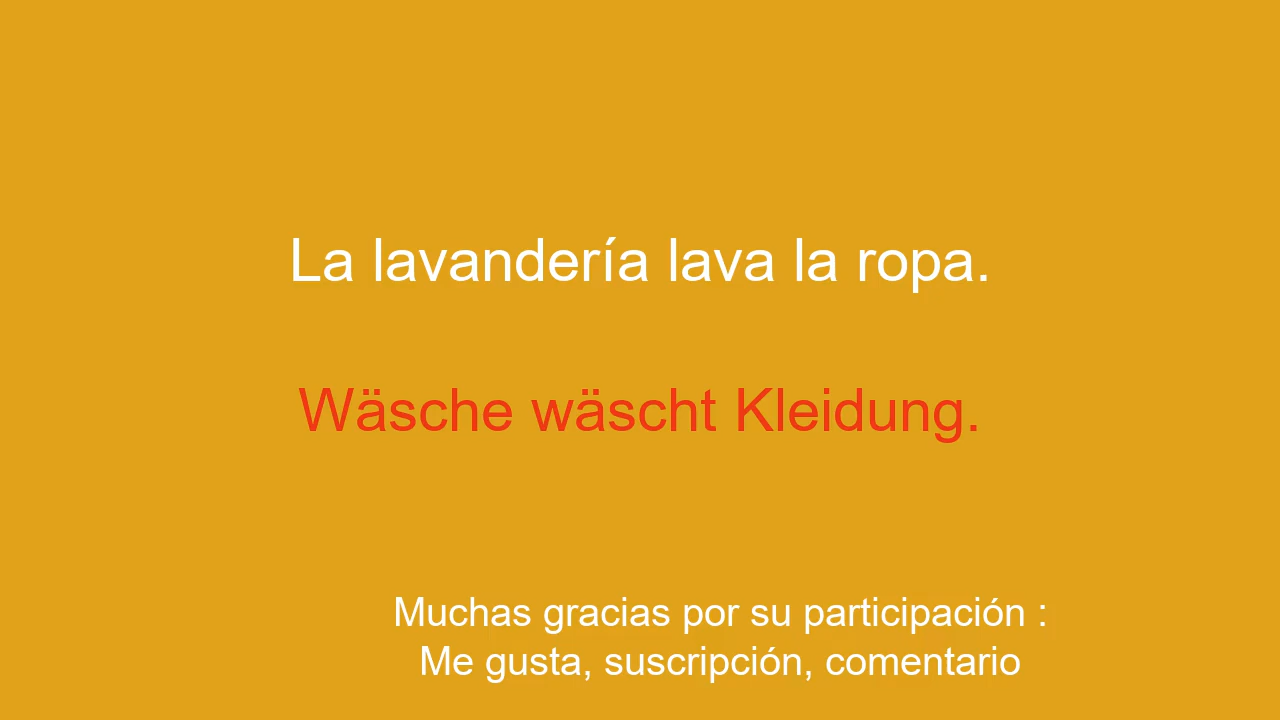 La lavandería lava la ropa.
Wäsche wäscht Kleidung.
Muchas gracias por su participación :
Me gusta, suscripción, comentario